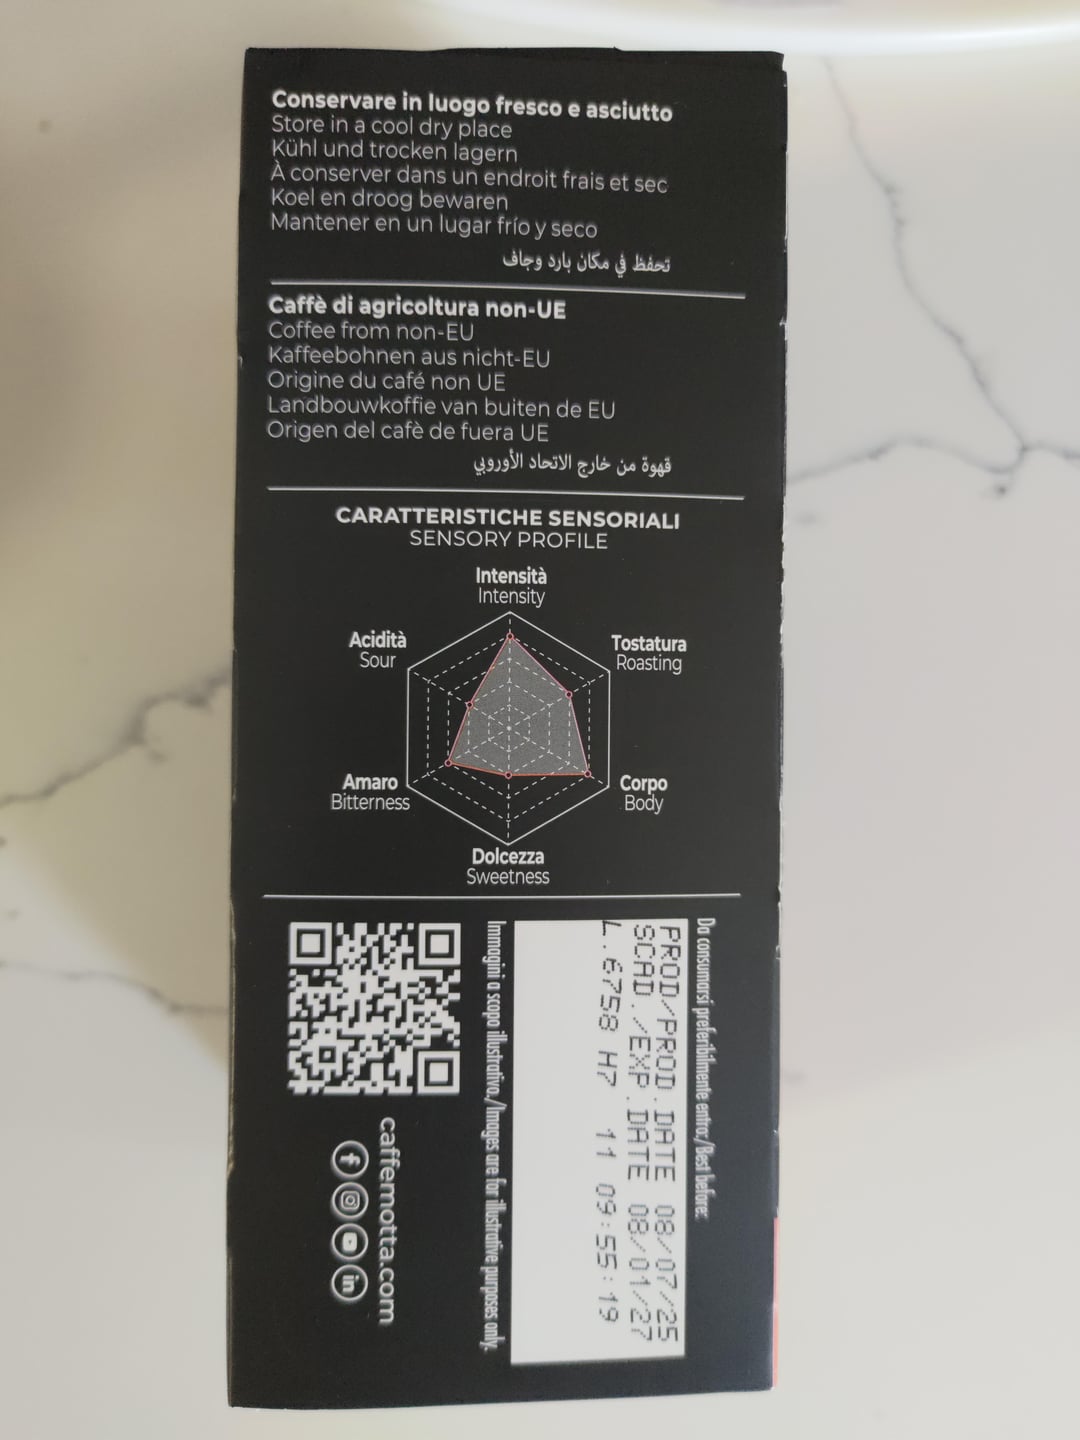 Conservare in luogo fresco e asciutto
Store in a cool dry place
Kühl und trocken lagern
À conserver dans un endroit frais et sec
Koel en droog bewaren
Mantener en un lugar frío y seco
تحفظ في مكان بارد وجاف
Caffè di agricoltura non-UE
Coffee from non-EU
Kaffeebohnen aus nicht-EU
Origine du café non UE
Landbouwkoffie van buiten de EU
Origen del cafè de fuera UE
قهوة من خارج الاتحاد الأوروبي
CARATTERISTICHE SENSORIALI
SENSORY PROFILE
Intensità
Intensity
Tostatura
Roasting
Corpo
Body
Dolcezza
Sweetness
Amaro
Bitterness
Acidità
Sour
Da consumarsi preferibilmente entro:/Best before:
PROD/PROD.DATE 08/07/25
SCAD./EXP.DATE 08/01/27
L.6758 H7 11 09:55:19
Immagini a scopo illustrativo./Images are for illustrative purposes only.
caffemotta.com